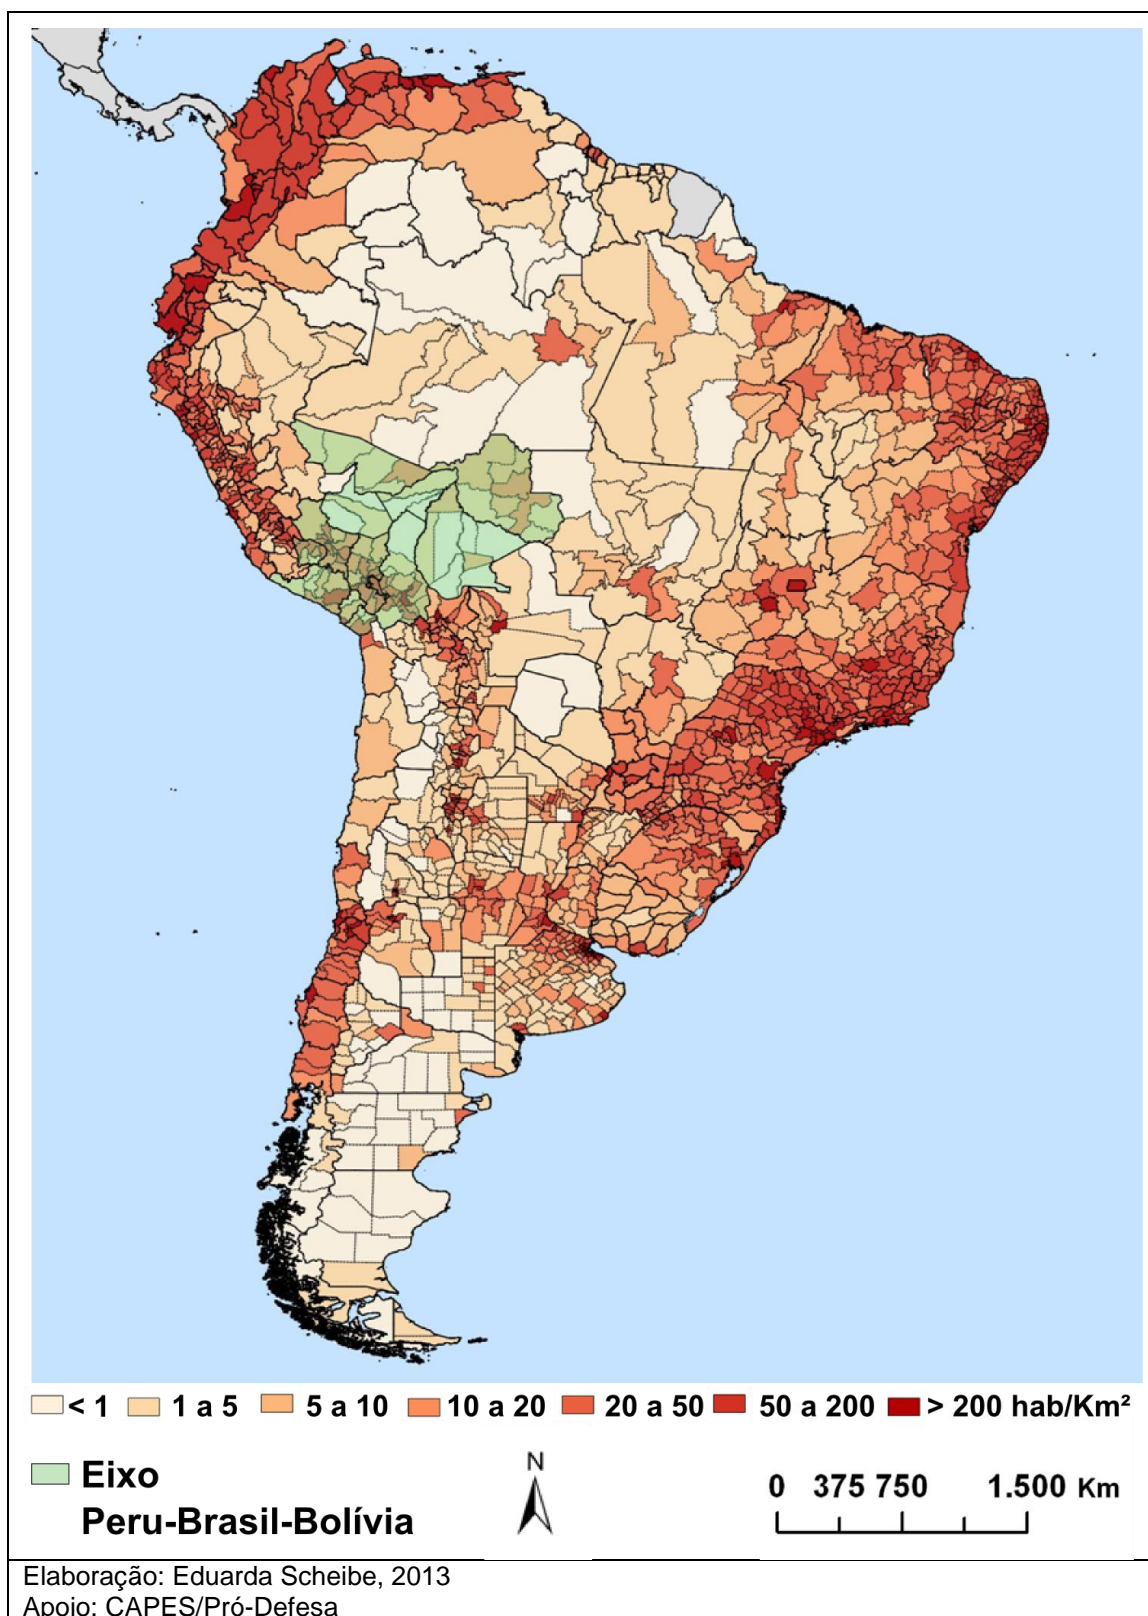 < 1 1 a 5 5 a 10 10 a 20 20 a 50 50 a 200 > 200 hab/Km²
Eixo
Peru-Brasil-Bolívia
N
0 375 750 1.500 Km
Elaboração: Eduarda Scheibe, 2013
Apoio: CAPES/Pró-Defesa